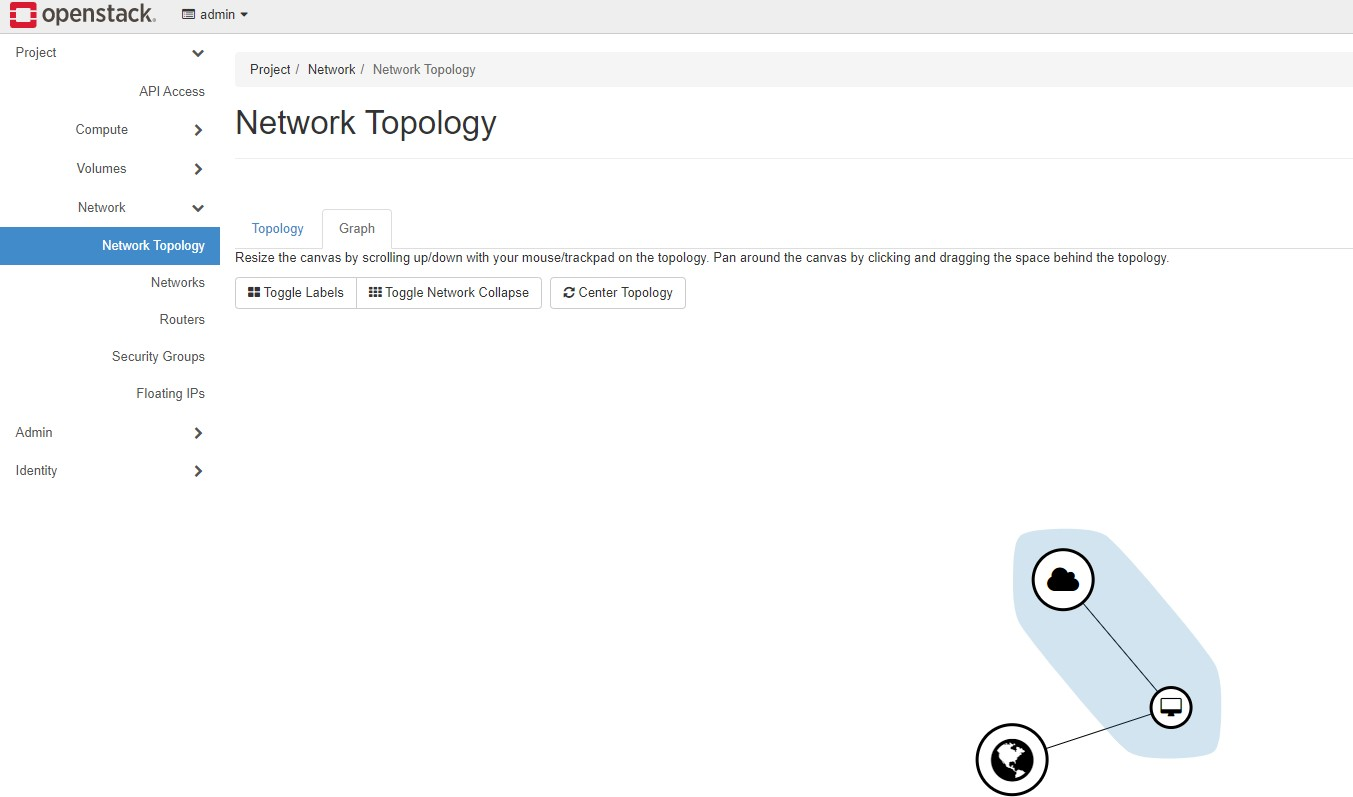 openstack. admin
Project
API Access
Compute
Volumes
Network
Network Topology
Networks
Routers
Security Groups
Floating IPs
Admin
Identity
Project / Network / Network Topology
Network Topology
Topology Graph
Resize the canvas by scrolling up/down with your mouse/trackpad on the topology. Pan around the canvas by clicking and dragging the space behind the topology.
Toggle Labels Toggle Network Collapse Center Topology